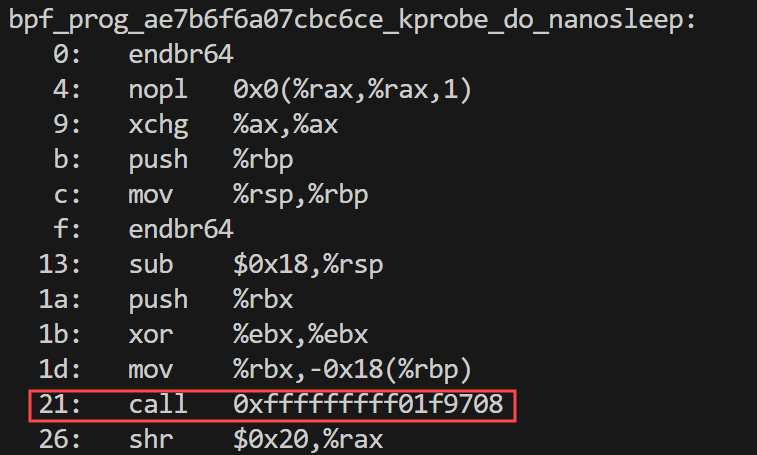 bpf_prog_ae7b6f6a07cbc6ce_kprobe_do_nanosleep:
0: endbr64
4: nopl 0x0(%rax,%rax,1)
9: xchg %ax,%ax
b: push %rbp
c: mov %rsp,%rbp
f: endbr64
13: sub $0x18,%rsp
1a: push %rbx
1b: xor %ebx,%ebx
1d: mov %rbx,-0x18(%rbp)
21: call 0xfffffffff01f9708
26: shr $0x20,%rax